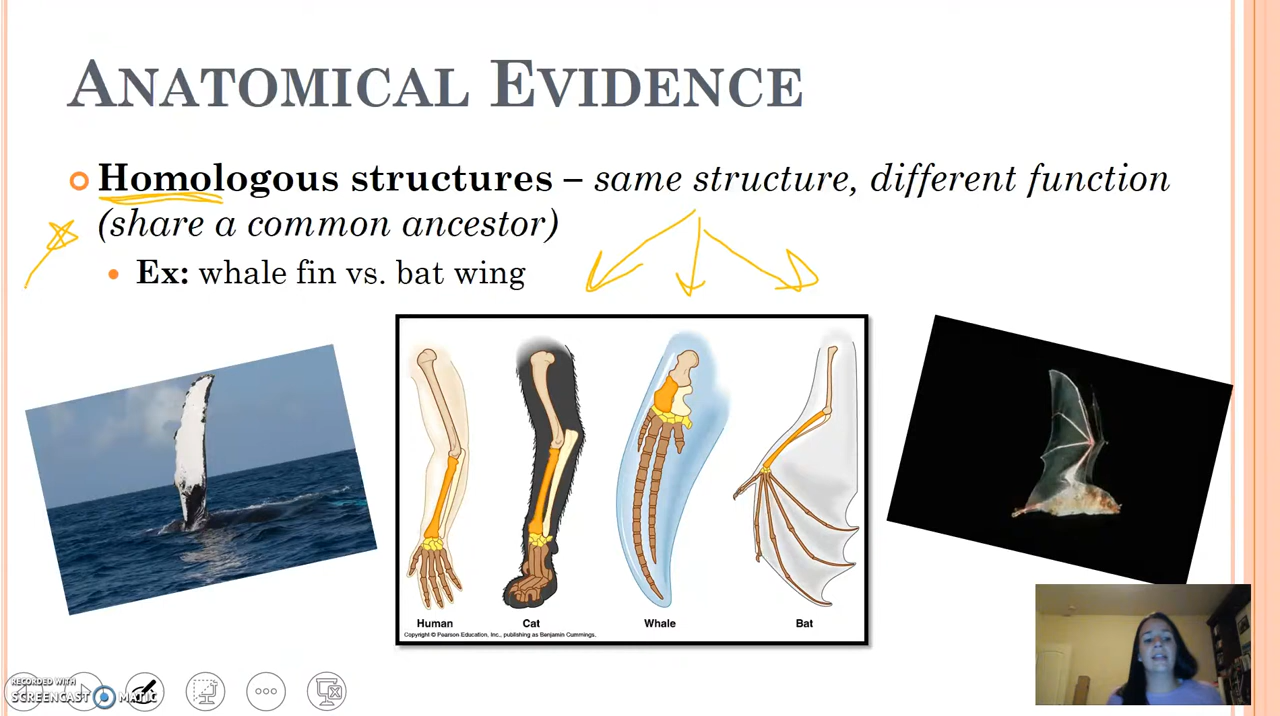 ANATOMICAL EVIDENCE
Homologous structures – same structure, different function
(share a common ancestor)
Ex: whale fin vs. bat wing
Human Cat Whale Bat
Copyright © Pearson Education, Inc., publishing as Benjamin Cummings.
RECORDED WITH
SCREENCAST MATIC